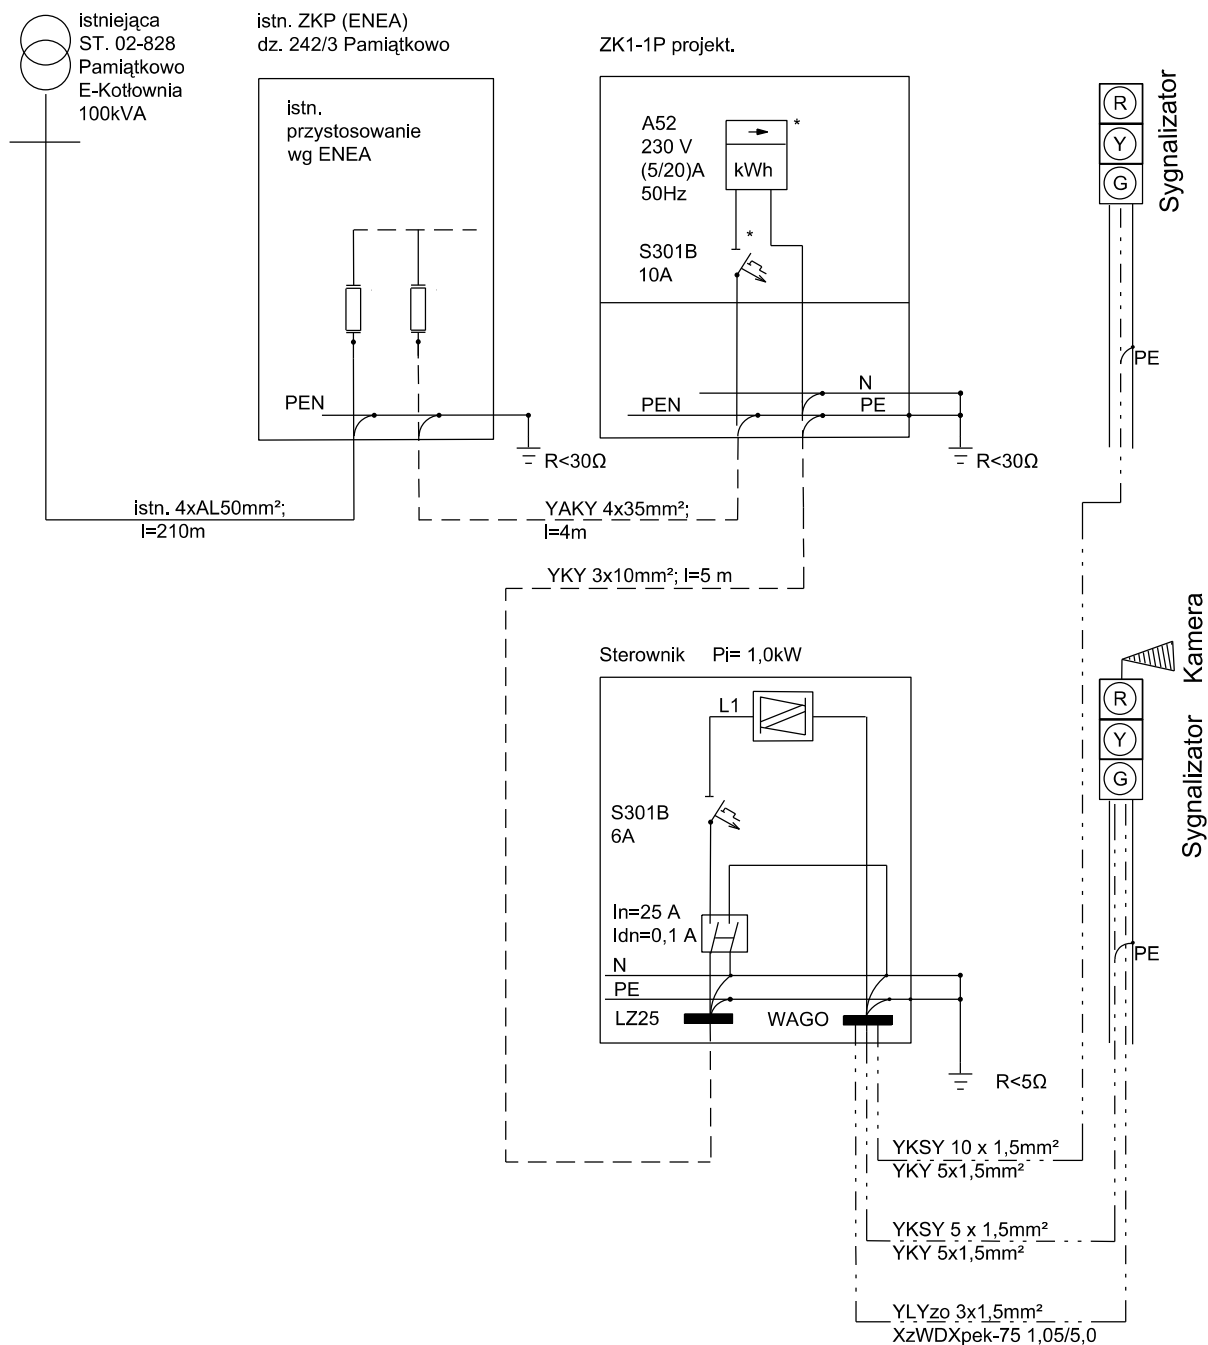 istniejąca
ST. 02-828
Pamiątkowo
E-Kotłownia
100kVA
istn. ZKP (ENEA)
dz. 242/3 Pamiątkowo
istn.
przystosowanie
wg ENEA
PEN
R<30Ω
istn. 4xAL50mm²;
l=210m
ZK1-1P projekt.
A52
230 V
(5/20)A
50Hz
*
kWh
*
S301B
10A
N
PEN
PE
R<30Ω
YAKY 4x35mm²;
l=4m
YKY 3x10mm²; l=5 m
R
Y
G
Sygnalizator
PE
Sterownik Pi= 1,0kW
L1
S301B
6A
In=25 A
Idn=0,1 A
N
PE
LZ25
WAGO
R<5Ω
Kamera
R
Y
G
Sygnalizator
PE
YKSY 10 x 1,5mm²
YKY 5x1,5mm²
YKSY 5 x 1,5mm²
YKY 5x1,5mm²
YLYzo 3x1,5mm²
XzWDXpek-75 1,05/5,0